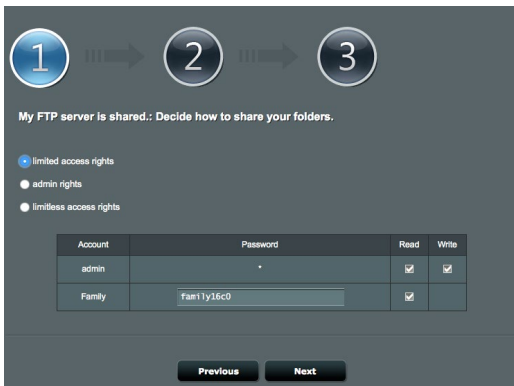 1 2 3
My FTP server is shared.: Decide how to share your folders.
limited access rights
admin rights
limitless access rights
Account Password Read Write
admin *
Family family16c0
Previous Next